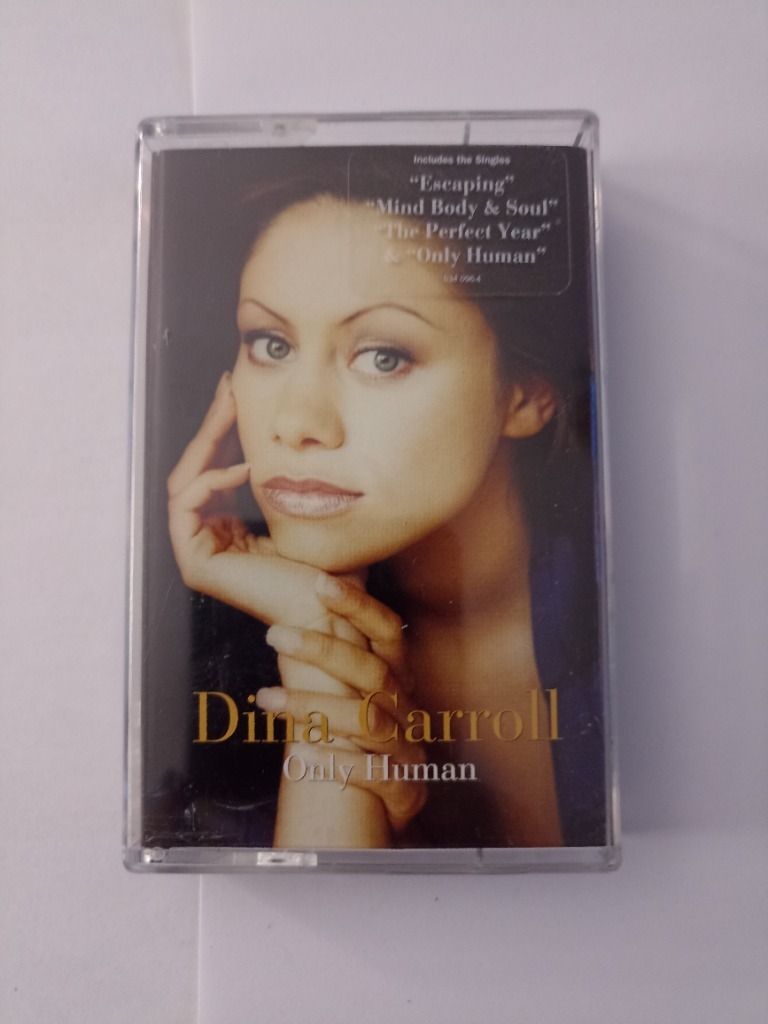 Includes the Singles
“Escaping”
“Mind Body & Soul”
“The Perfect Year”
& “Only Human”
Dina Carroll
Only Human